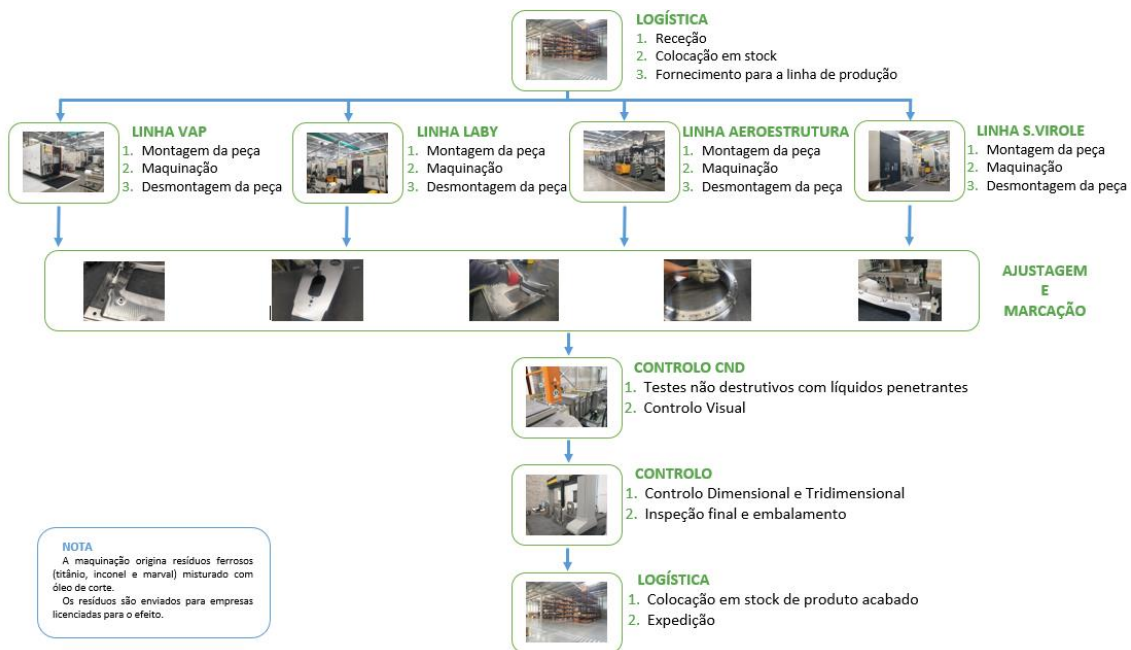 LOGÍSTICA
1. Receção
2. Colocação em stock
3. Fornecimento para a linha de produção
LINHA VAP
1. Montagem da peça
2. Maquinação
3. Desmontagem da peça
LINHA LABY
1. Montagem da peça
2. Maquinação
3. Desmontagem da peça
LINHA AEROESTRUTURA
1. Montagem da peça
2. Maquinação
3. Desmontagem da peça
LINHA S.VIROLE
1. Montagem da peça
2. Maquinação
3. Desmontagem da peça
AJUSTAGEM
E
MARCAÇÃO
CONTROLO CND
1. Testes não destrutivos com líquidos penetrantes
2. Controlo Visual
CONTROLO
1. Controlo Dimensional e Tridimensional
2. Inspeção final e embalamento
NOTA
A maquinação origina resíduos ferrosos
(titânio, inconel e marval) misturado com
óleo de corte.
Os resíduos são enviados para empresas
licenciadas para o efeito.
LOGÍSTICA
1. Colocação em stock de produto acabado
2. Expedição